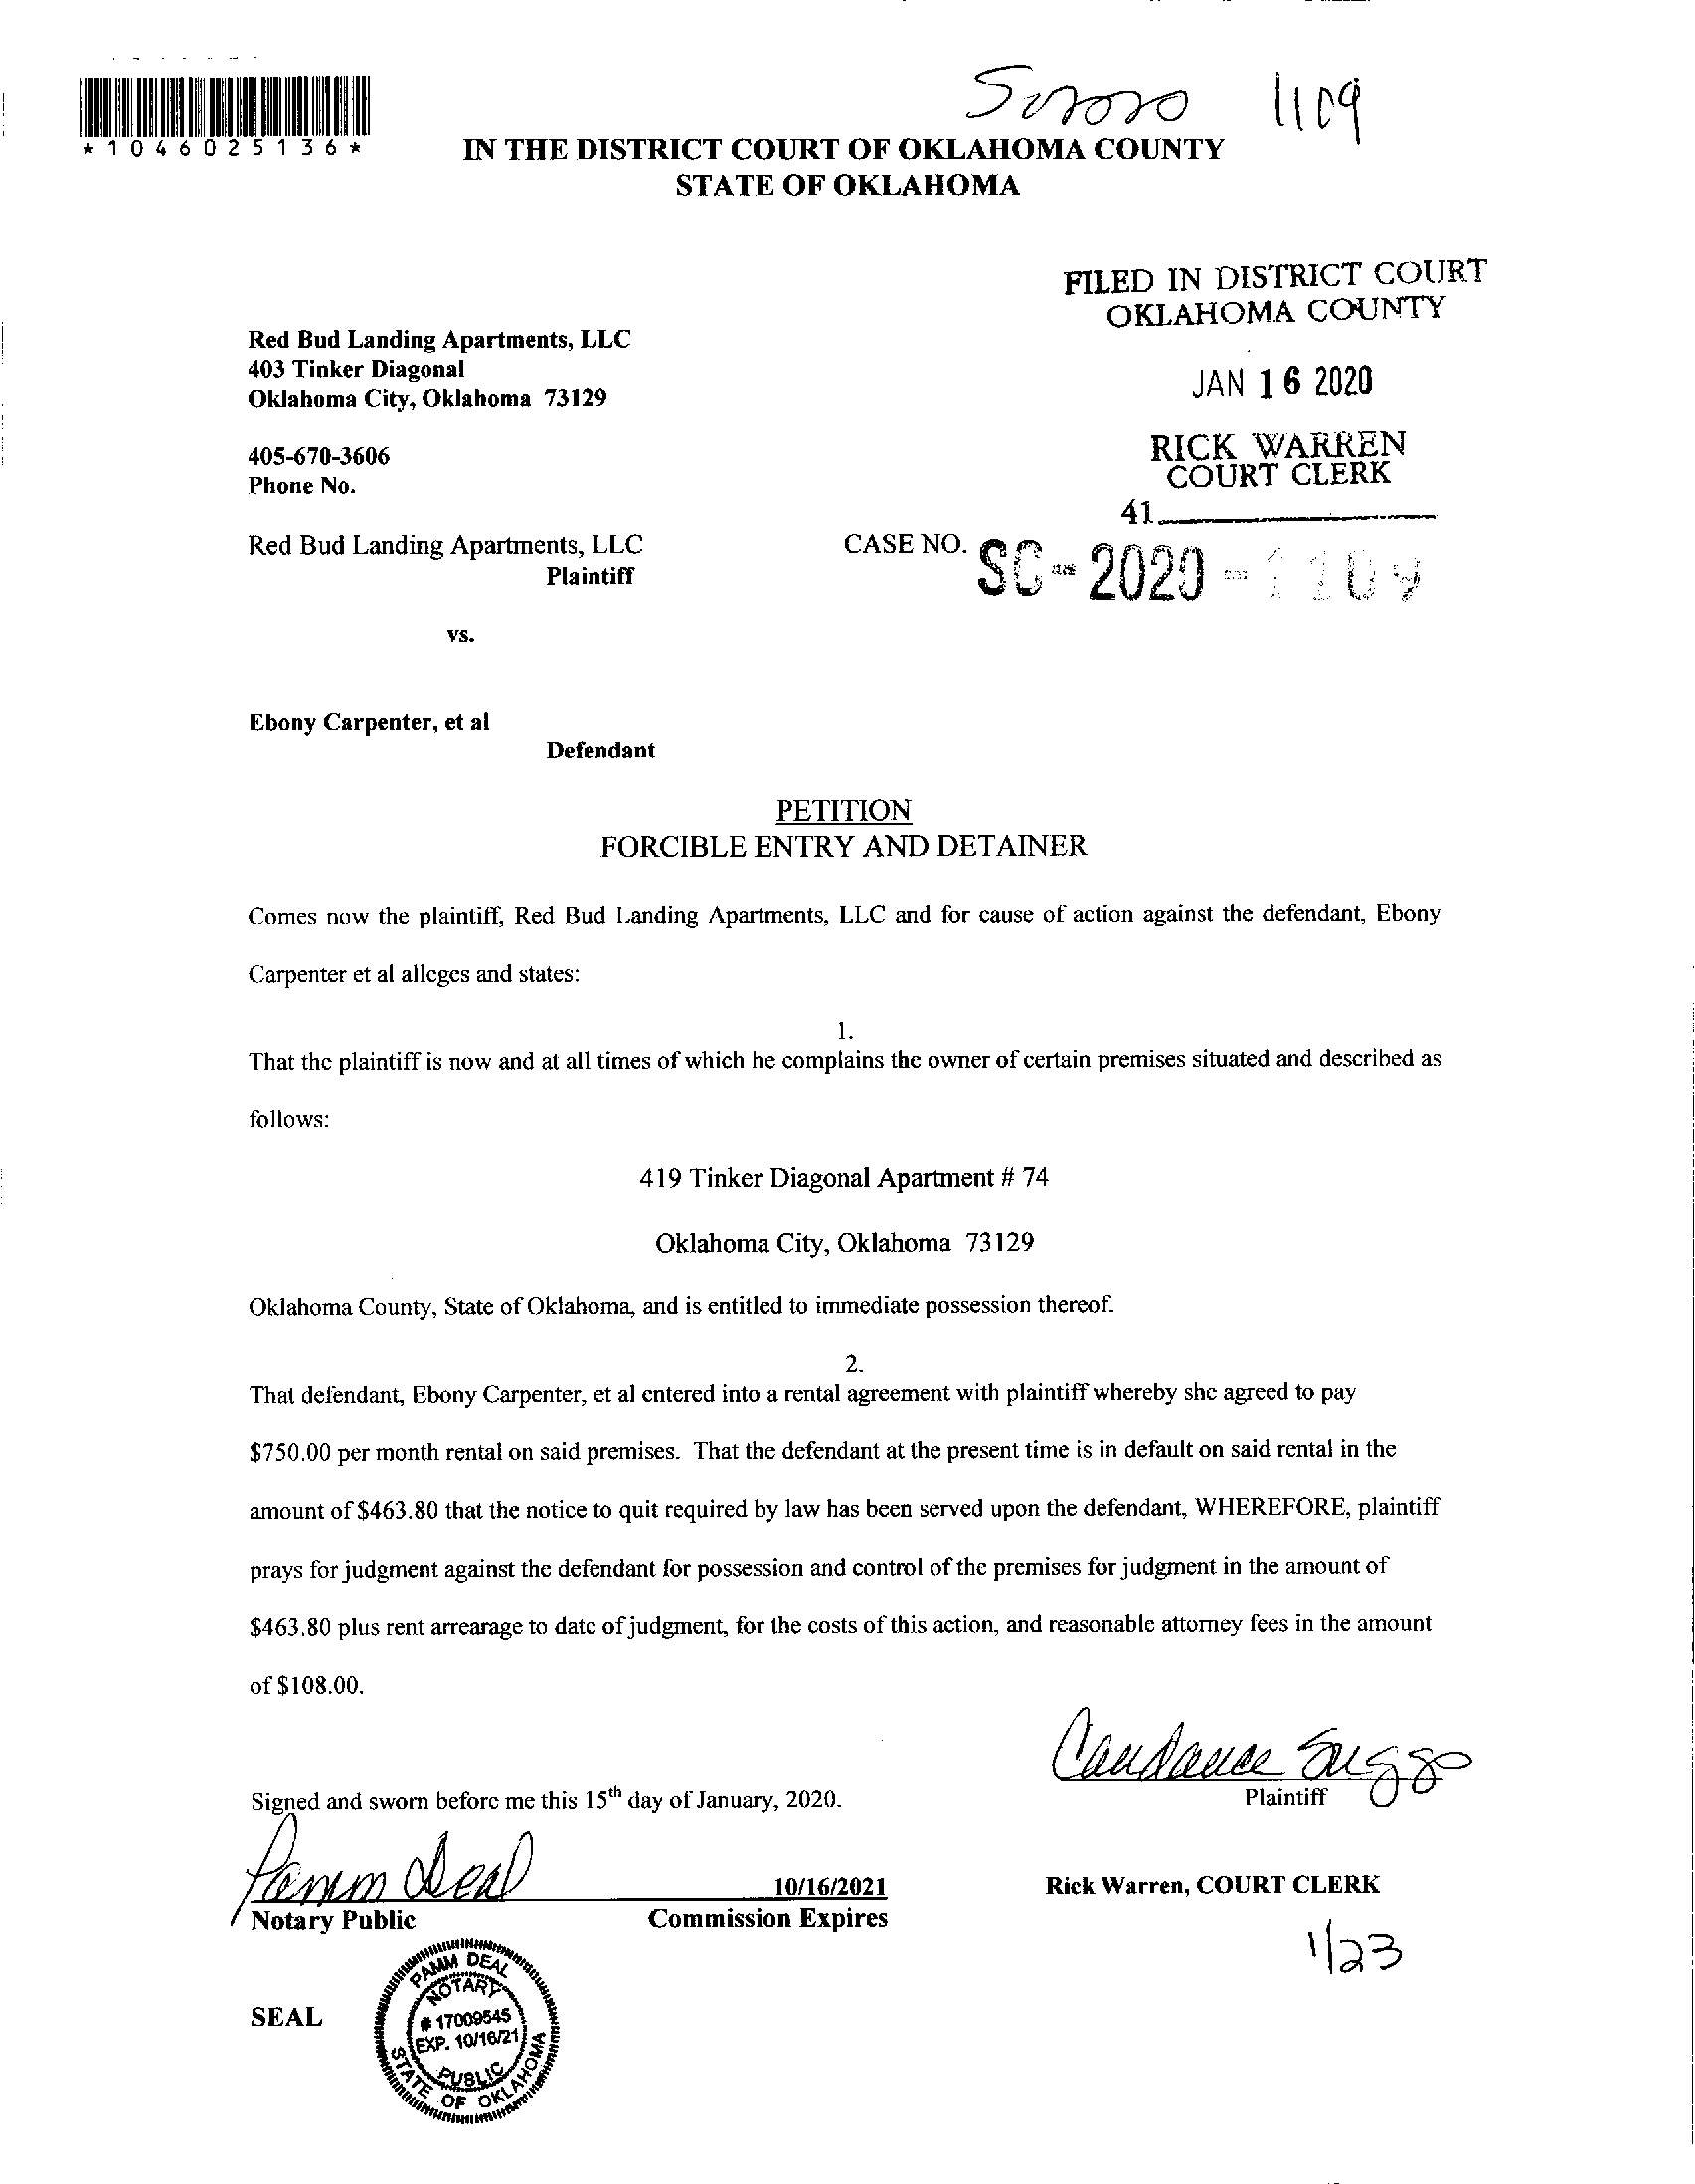 SC2020 1109
*1046025136*
IN THE DISTRICT COURT OF OKLAHOMA COUNTY
STATE OF OKLAHOMA
FILED IN DISTRICT COURT
OKLAHOMA COUNTY
JAN 16 2020
RICK WARREN
COURT CLERK
41
Red Bud Landing Apartments, LLC
403 Tinker Diagonal
Oklahoma City, Oklahoma 73129
405-670-3606
Phone No.
Red Bud Landing Apartments, LLC
Plaintiff
CASE NO. SC-2020-1109
vs.
Ebony Carpenter, et al
Defendant
PETITION
FORCIBLE ENTRY AND DETAINER
Comes now the plaintiff, Red Bud Landing Apartments, LLC and for cause of action against the defendant, Ebony
Carpenter et al alleges and states:
1.
That the plaintiff is now and at all times of which he complains the owner of certain premises situated and described as
follows:
419 Tinker Diagonal Apartment # 74
Oklahoma City, Oklahoma 73129
Oklahoma County, State of Oklahoma, and is entitled to immediate possession thereof.
2.
That defendant, Ebony Carpenter, et al entered into a rental agreement with plaintiff whereby she agreed to pay
$750.00 per month rental on said premises. That the defendant at the present time is in default on said rental in the
amount of $463.80 that the notice to quit required by law has been served upon the defendant, WHEREFORE, plaintiff
prays for judgment against the defendant for possession and control of the premises for judgment in the amount of
$463.80 plus rent arrearage to date of judgment, for the costs of this action, and reasonable attorney fees in the amount
of $108.00.
Candance Suggs
Plaintiff
Signed and sworn before me this 15th day of January, 2020.
Pamm Deal
Notary Public
10/16/2021
Commission Expires
Rick Warren, COURT CLERK
1/23
SEAL
PAMM DEAL
NOTARY
# 17009545
EXP. 10/16/21
PUBLIC
STATE OF OKLAHOMA